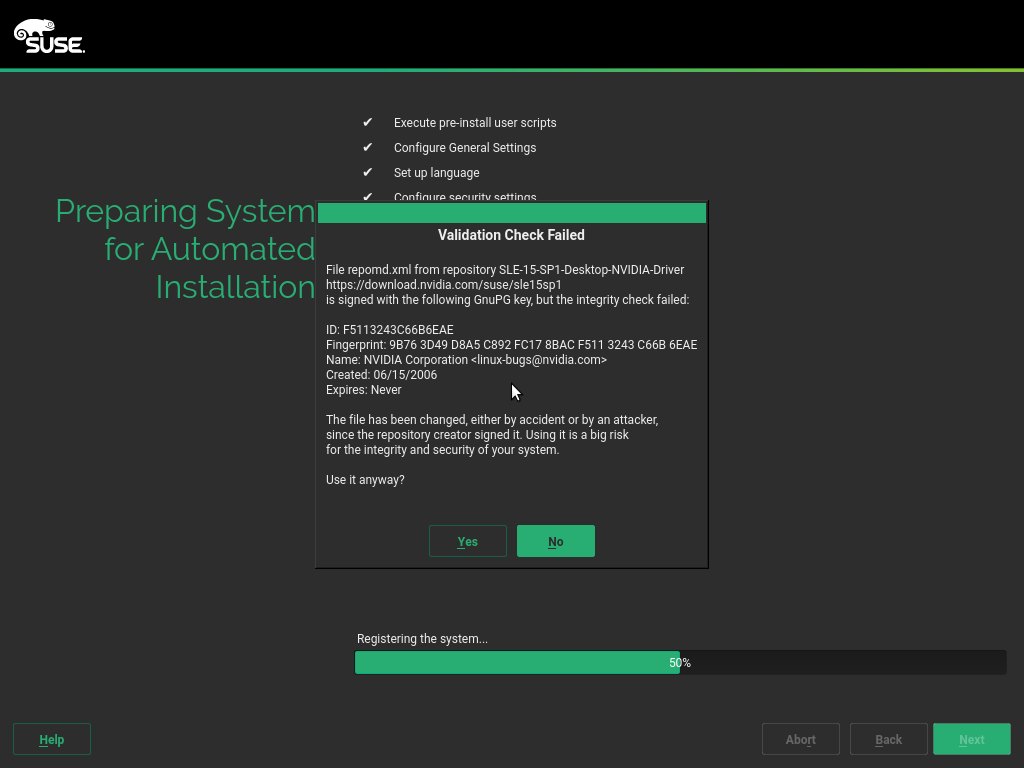 SUSE.
✔ Execute pre-install user scripts
✔ Configure General Settings
✔ Set up language
✔ Configure security settings
Preparing System
for Automated
Installation
Validation Check Failed
File repomd.xml from repository SLE-15-SP1-Desktop-NVIDIA-Driver
https://download.nvidia.com/suse/sle15sp1
is signed with the following GnuPG key, but the integrity check failed:
ID: F5113243C66B6EAE
Fingerprint: 9B76 3D49 D8A5 C892 FC17 8BAC F511 3243 C66B 6EAE
Name: NVIDIA Corporation <linux-bugs@nvidia.com>
Created: 06/15/2006
Expires: Never
The file has been changed, either by accident or by an attacker,
since the repository creator signed it. Using it is a big risk
for the integrity and security of your system.
Use it anyway?
Yes No
Registering the system...
50%
Help Abort Back Next